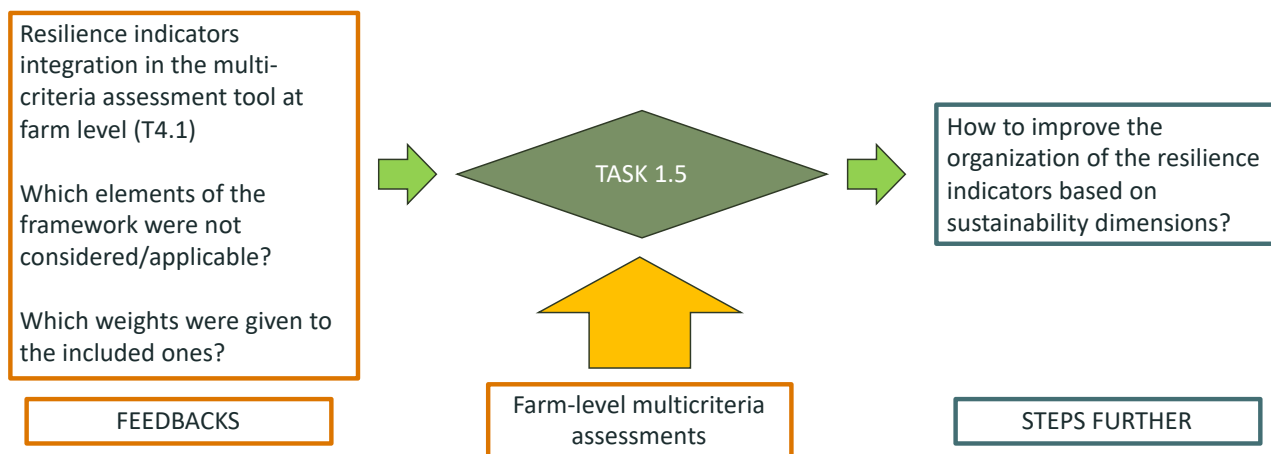 Resilience indicators
integration in the multi-
criteria assessment tool at
farm level (T4.1)
Which elements of the
framework were not
considered/applicable?
Which weights were given to
the included ones?
FEEDBACKS
TASK 1.5
Farm-level multicriteria
assessments
How to improve the
organization of the resilience
indicators based on
sustainability dimensions?
STEPS FURTHER